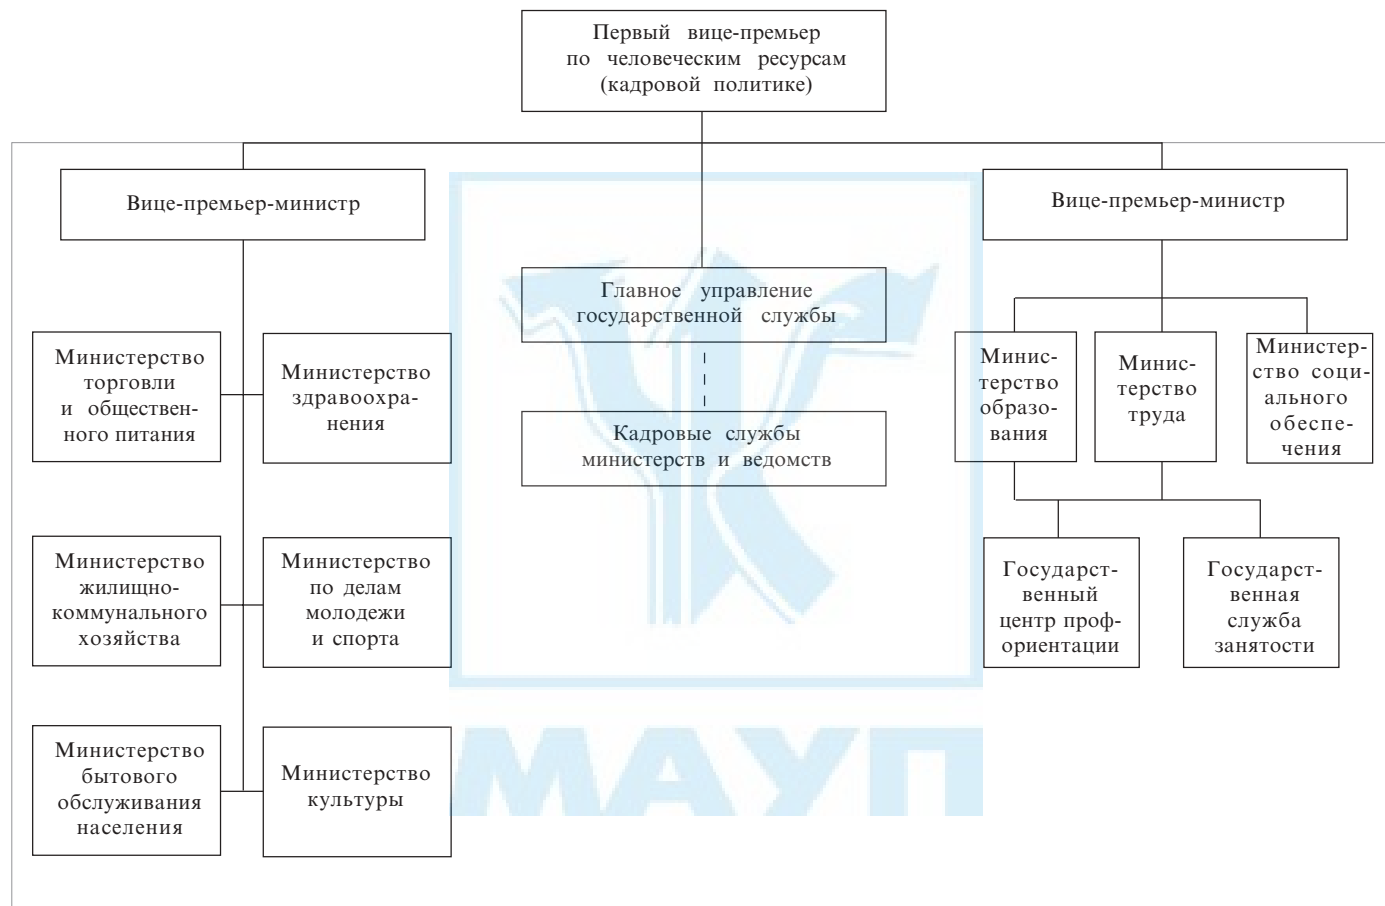 Первый вице-премьер
по человеческим ресурсам
(кадровой политике)
Вице-премьер-министр
Вице-премьер-министр
Главное управление
государственной службы
Кадровые службы
министерств и ведомств
Министерство
торговли
и обществен-
ного питания
Министерство
здравоохра-
нения
Министерство
жилищно-
коммунального
хозяйства
Министерство
по делам
молодежи
и спорта
Министерство
бытового
обслуживания
населения
Министерство
культуры
Минис-
терство
образо-
вания
Минис-
терство
труда
Министер-
ство соци-
ального
обеспе-
чения
Государст-
венный
центр проф-
ориентации
Государст-
венная
служба
занятости
МАУП